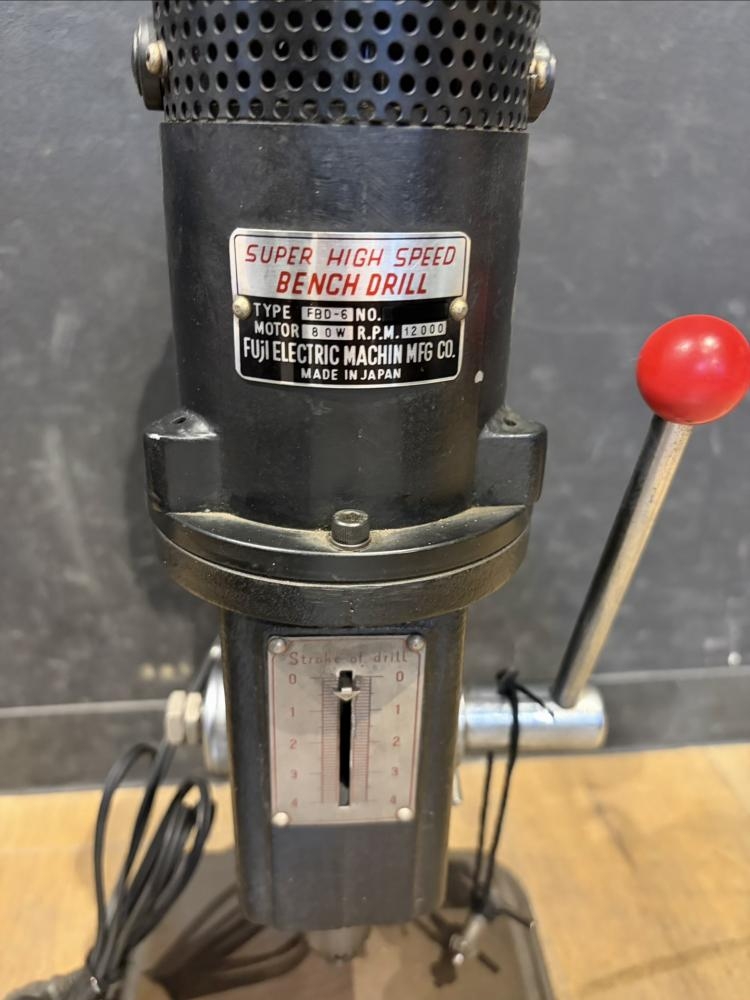 SUPER HIGH SPEED
BENCH DRILL
TYPE FBD-6 NO.
MOTOR 80W R.P.M. 12000
FUJI ELECTRIC MACHIN MFG CO.
MADE IN JAPAN
Stroke of drill
0 0
1 1
2 2
3 3
4 4